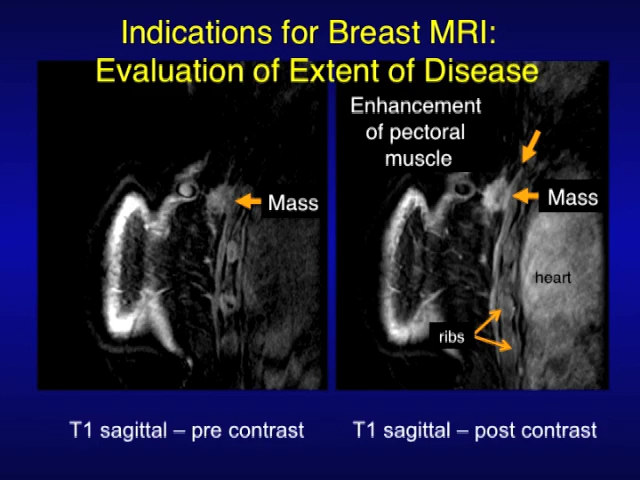 Indications for Breast MRI:
Evaluation of Extent of Disease
Enhancement
of pectoral
muscle
Mass
Mass
heart
ribs
T1 sagittal – pre contrast
T1 sagittal – post contrast